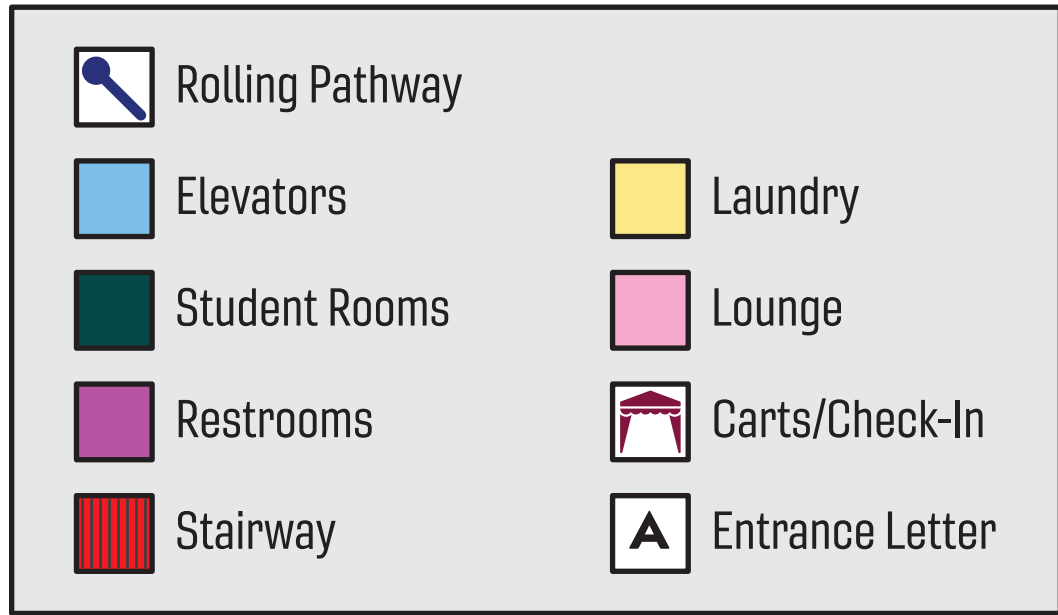 Rolling Pathway
Elevators
Student Rooms
Restrooms
Stairway
Laundry
Lounge
Carts/Check-In
A Entrance Letter